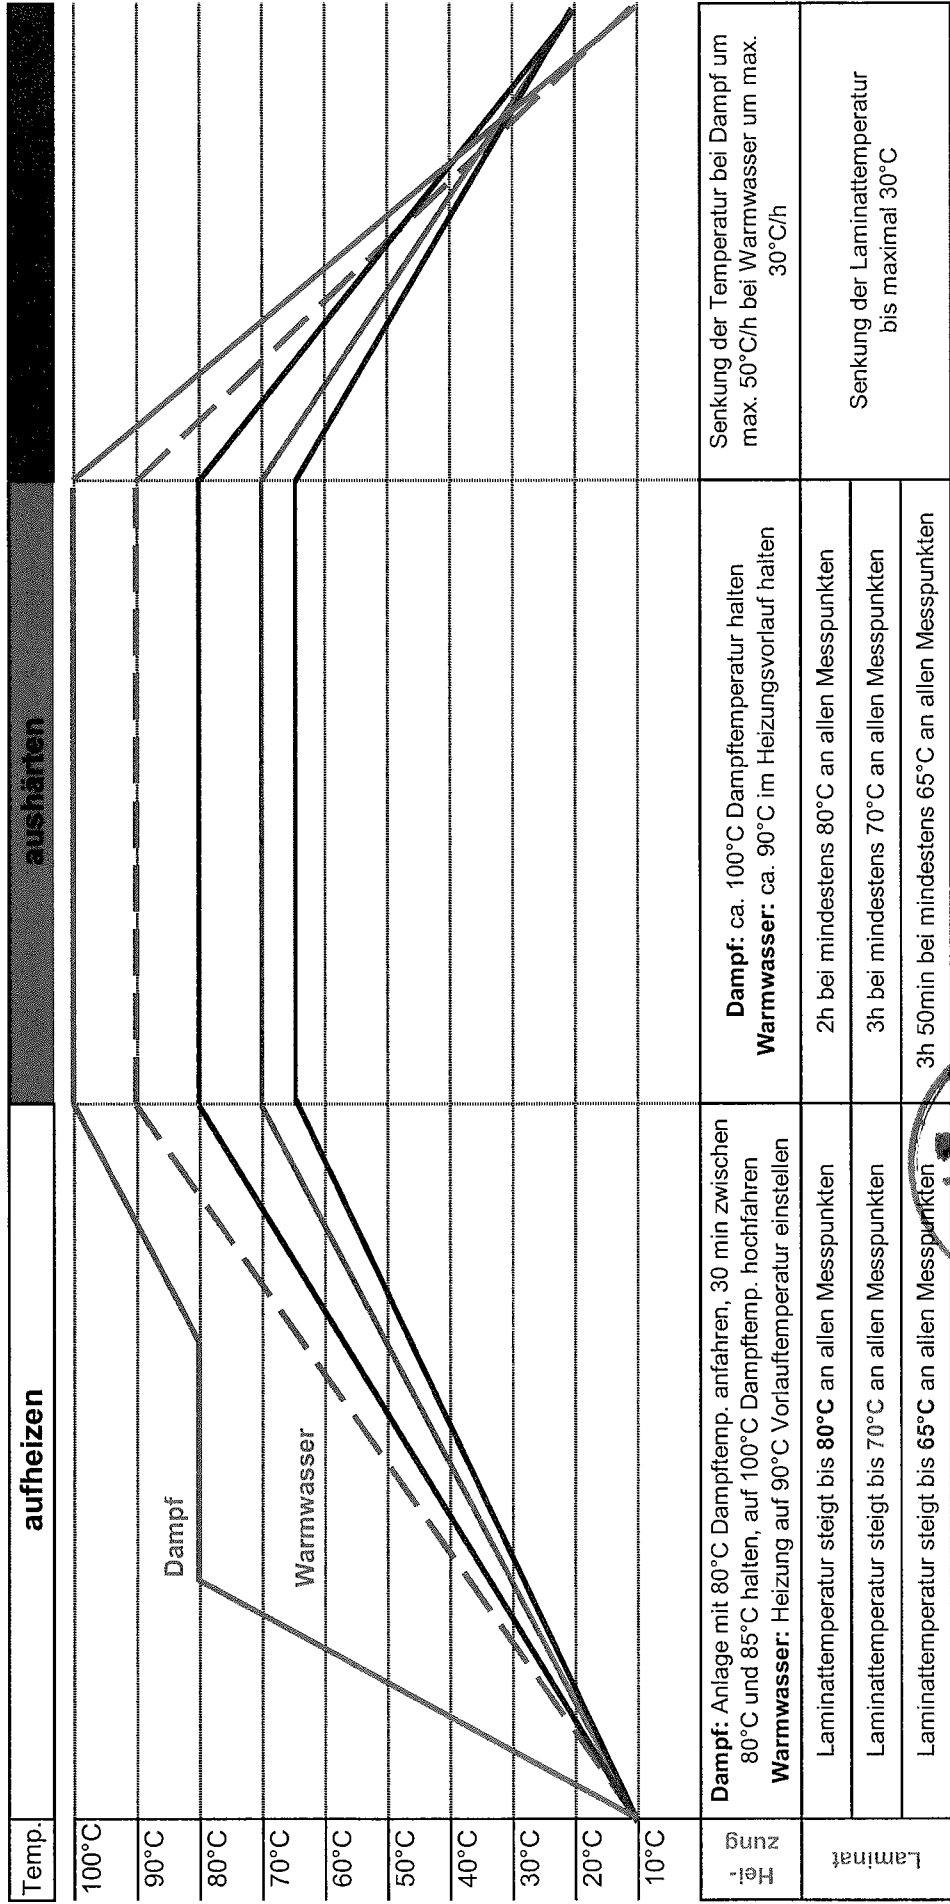 Temp.
aufheizen
aushärten
100°C
90°C
80°C
70°C
60°C
50°C
40°C
30°C
20°C
10°C
Dampf
Warmwasser
Hei-
zung
Dampf: Anlage mit 80°C Dampftemp. anfahren, 30 min zwischen
80°C und 85°C halten, auf 100°C Dampftemp. hochfahren
Warmwasser: Heizung auf 90°C Vorlauftemperatur einstellen
Dampf: ca. 100°C Dampftemperatur halten
Warmwasser: ca. 90°C im Heizungsvorlauf halten
Senkung der Temperatur bei Dampf um
max. 50°C/h bei Warmwasser um max.
30°C/h
Laminat
Laminattemperatur steigt bis 80°C an allen Messpunkten
2h bei mindestens 80°C an allen Messpunkten
Laminattemperatur steigt bis 70°C an allen Messpunkten
3h bei mindestens 70°C an allen Messpunkten
Laminattemperatur steigt bis 65°C an allen Messpunkten
3h 50min bei mindestens 65°C an allen Messpunkten
Senkung der Laminattemperatur
bis maximal 30°C